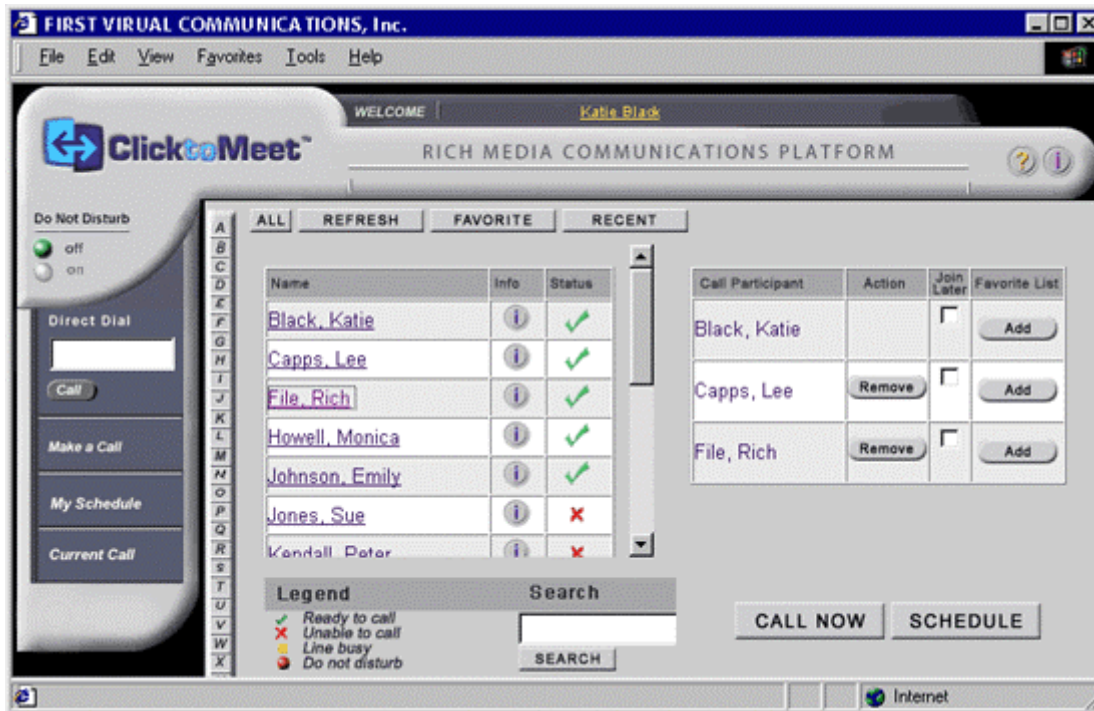 FIRST VIRUAL COMMUNICATIONS, Inc.
File Edit View Favorites Tools Help
WELCOME Katie Black
ClicktoMeet™
RICH MEDIA COMMUNICATIONS PLATFORM
? i
Do Not Disturb
off
on
Direct Dial
Call
Make a Call
My Schedule
Current Call
A
B
C
D
E
F
G
H
I
J
K
L
M
N
O
P
Q
R
S
T
U
V
W
X
ALL REFRESH FAVORITE RECENT
Name Info Status
Black, Katie i
Capps, Lee i
File, Rich i
Howell, Monica i
Johnson, Emily i
Jones, Sue i
Kendall, Peter i
Legend
Ready to call
Unable to call
Line busy
Do not disturb
Search
SEARCH
Call Participant Action Join Later Favorite List
Black, Katie Add
Capps, Lee Remove Add
File, Rich Remove Add
CALL NOW SCHEDULE
Internet